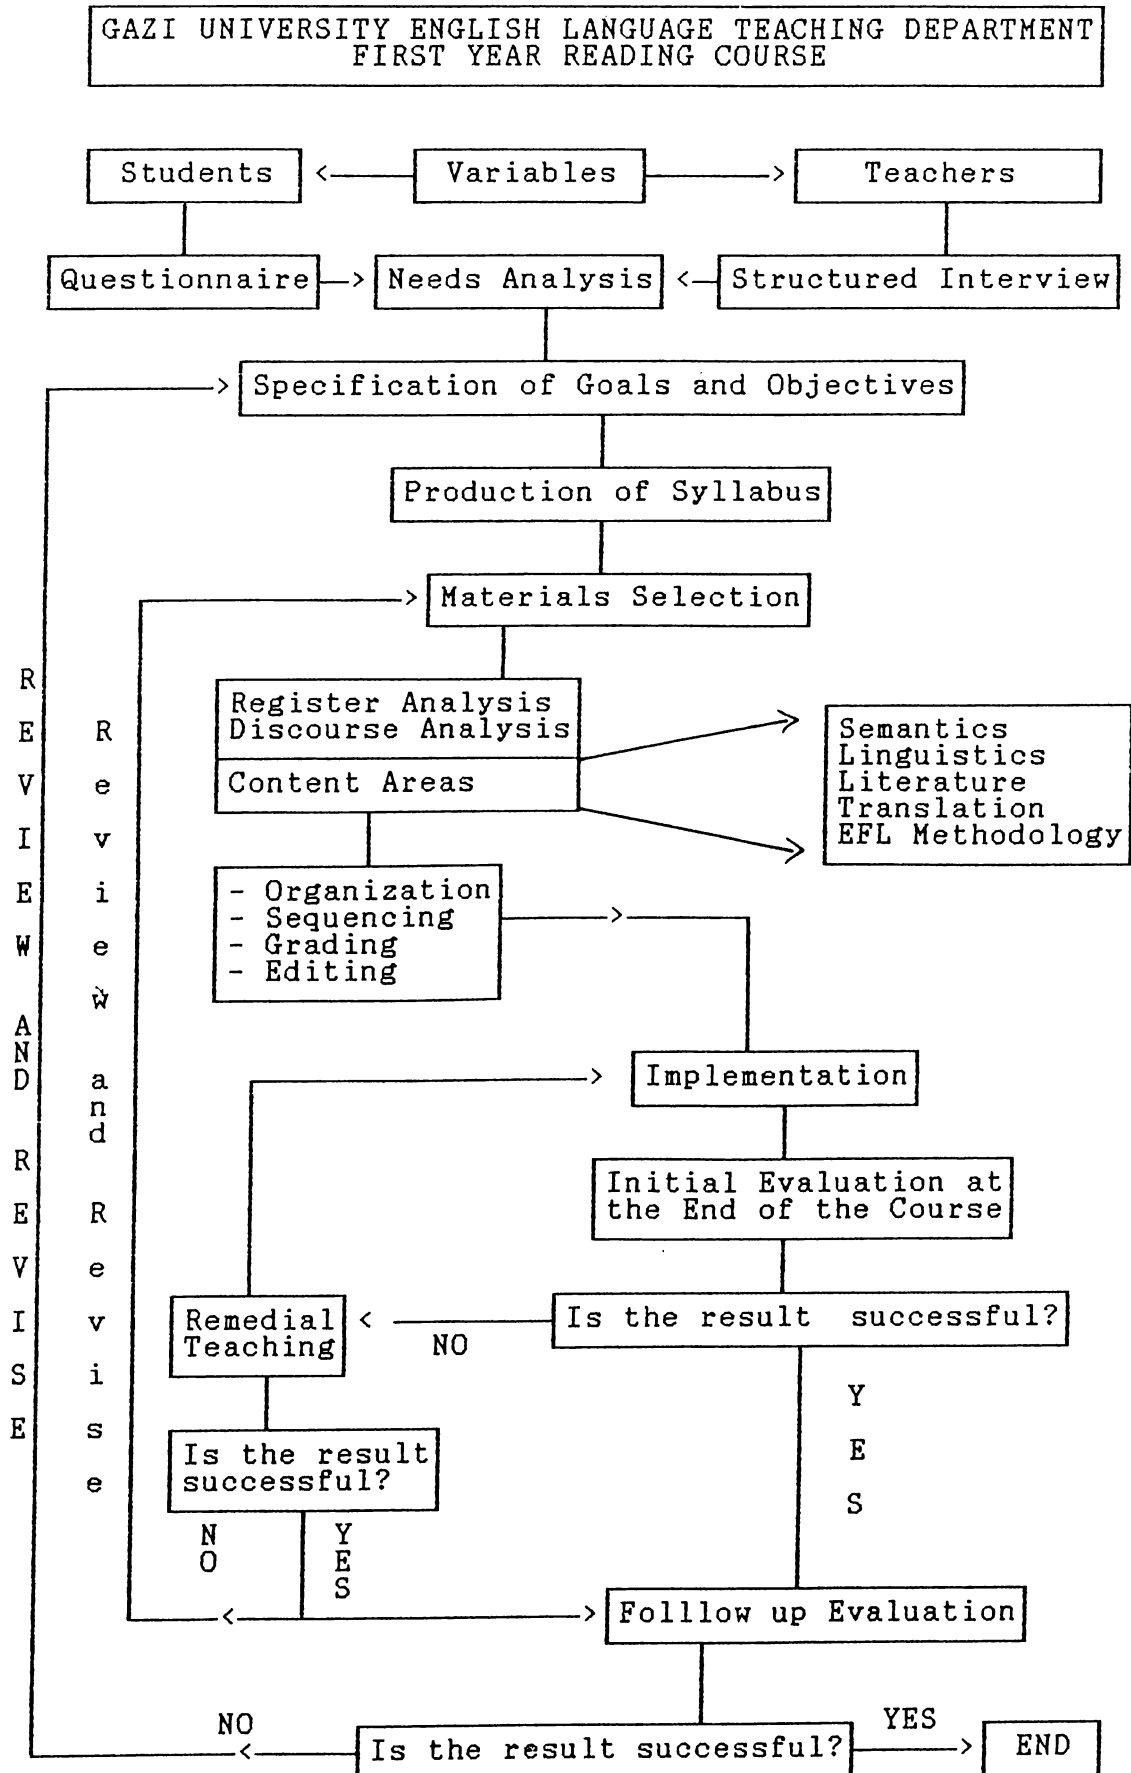 GAZI UNIVERSITY ENGLISH LANGUAGE TEACHING DEPARTMENT
FIRST YEAR READING COURSE
Students
Variables
Teachers
Questionnaire
Needs Analysis
Structured Interview
Specification of Goals and Objectives
Production of Syllabus
Materials Selection
Register Analysis
Discourse Analysis
Content Areas
Semantics
Linguistics
Literature
Translation
EFL Methodology
- Organization
- Sequencing
- Grading
- Editing
Implementation
Initial Evaluation at
the End of the Course
Is the result successful?
NO
Remedial
Teaching
YES
Is the result
successful?
NO
YES
Folllow up Evaluation
Is the result successful?
NO
YES
END
REVIEW AND REVISE
Review and Revise